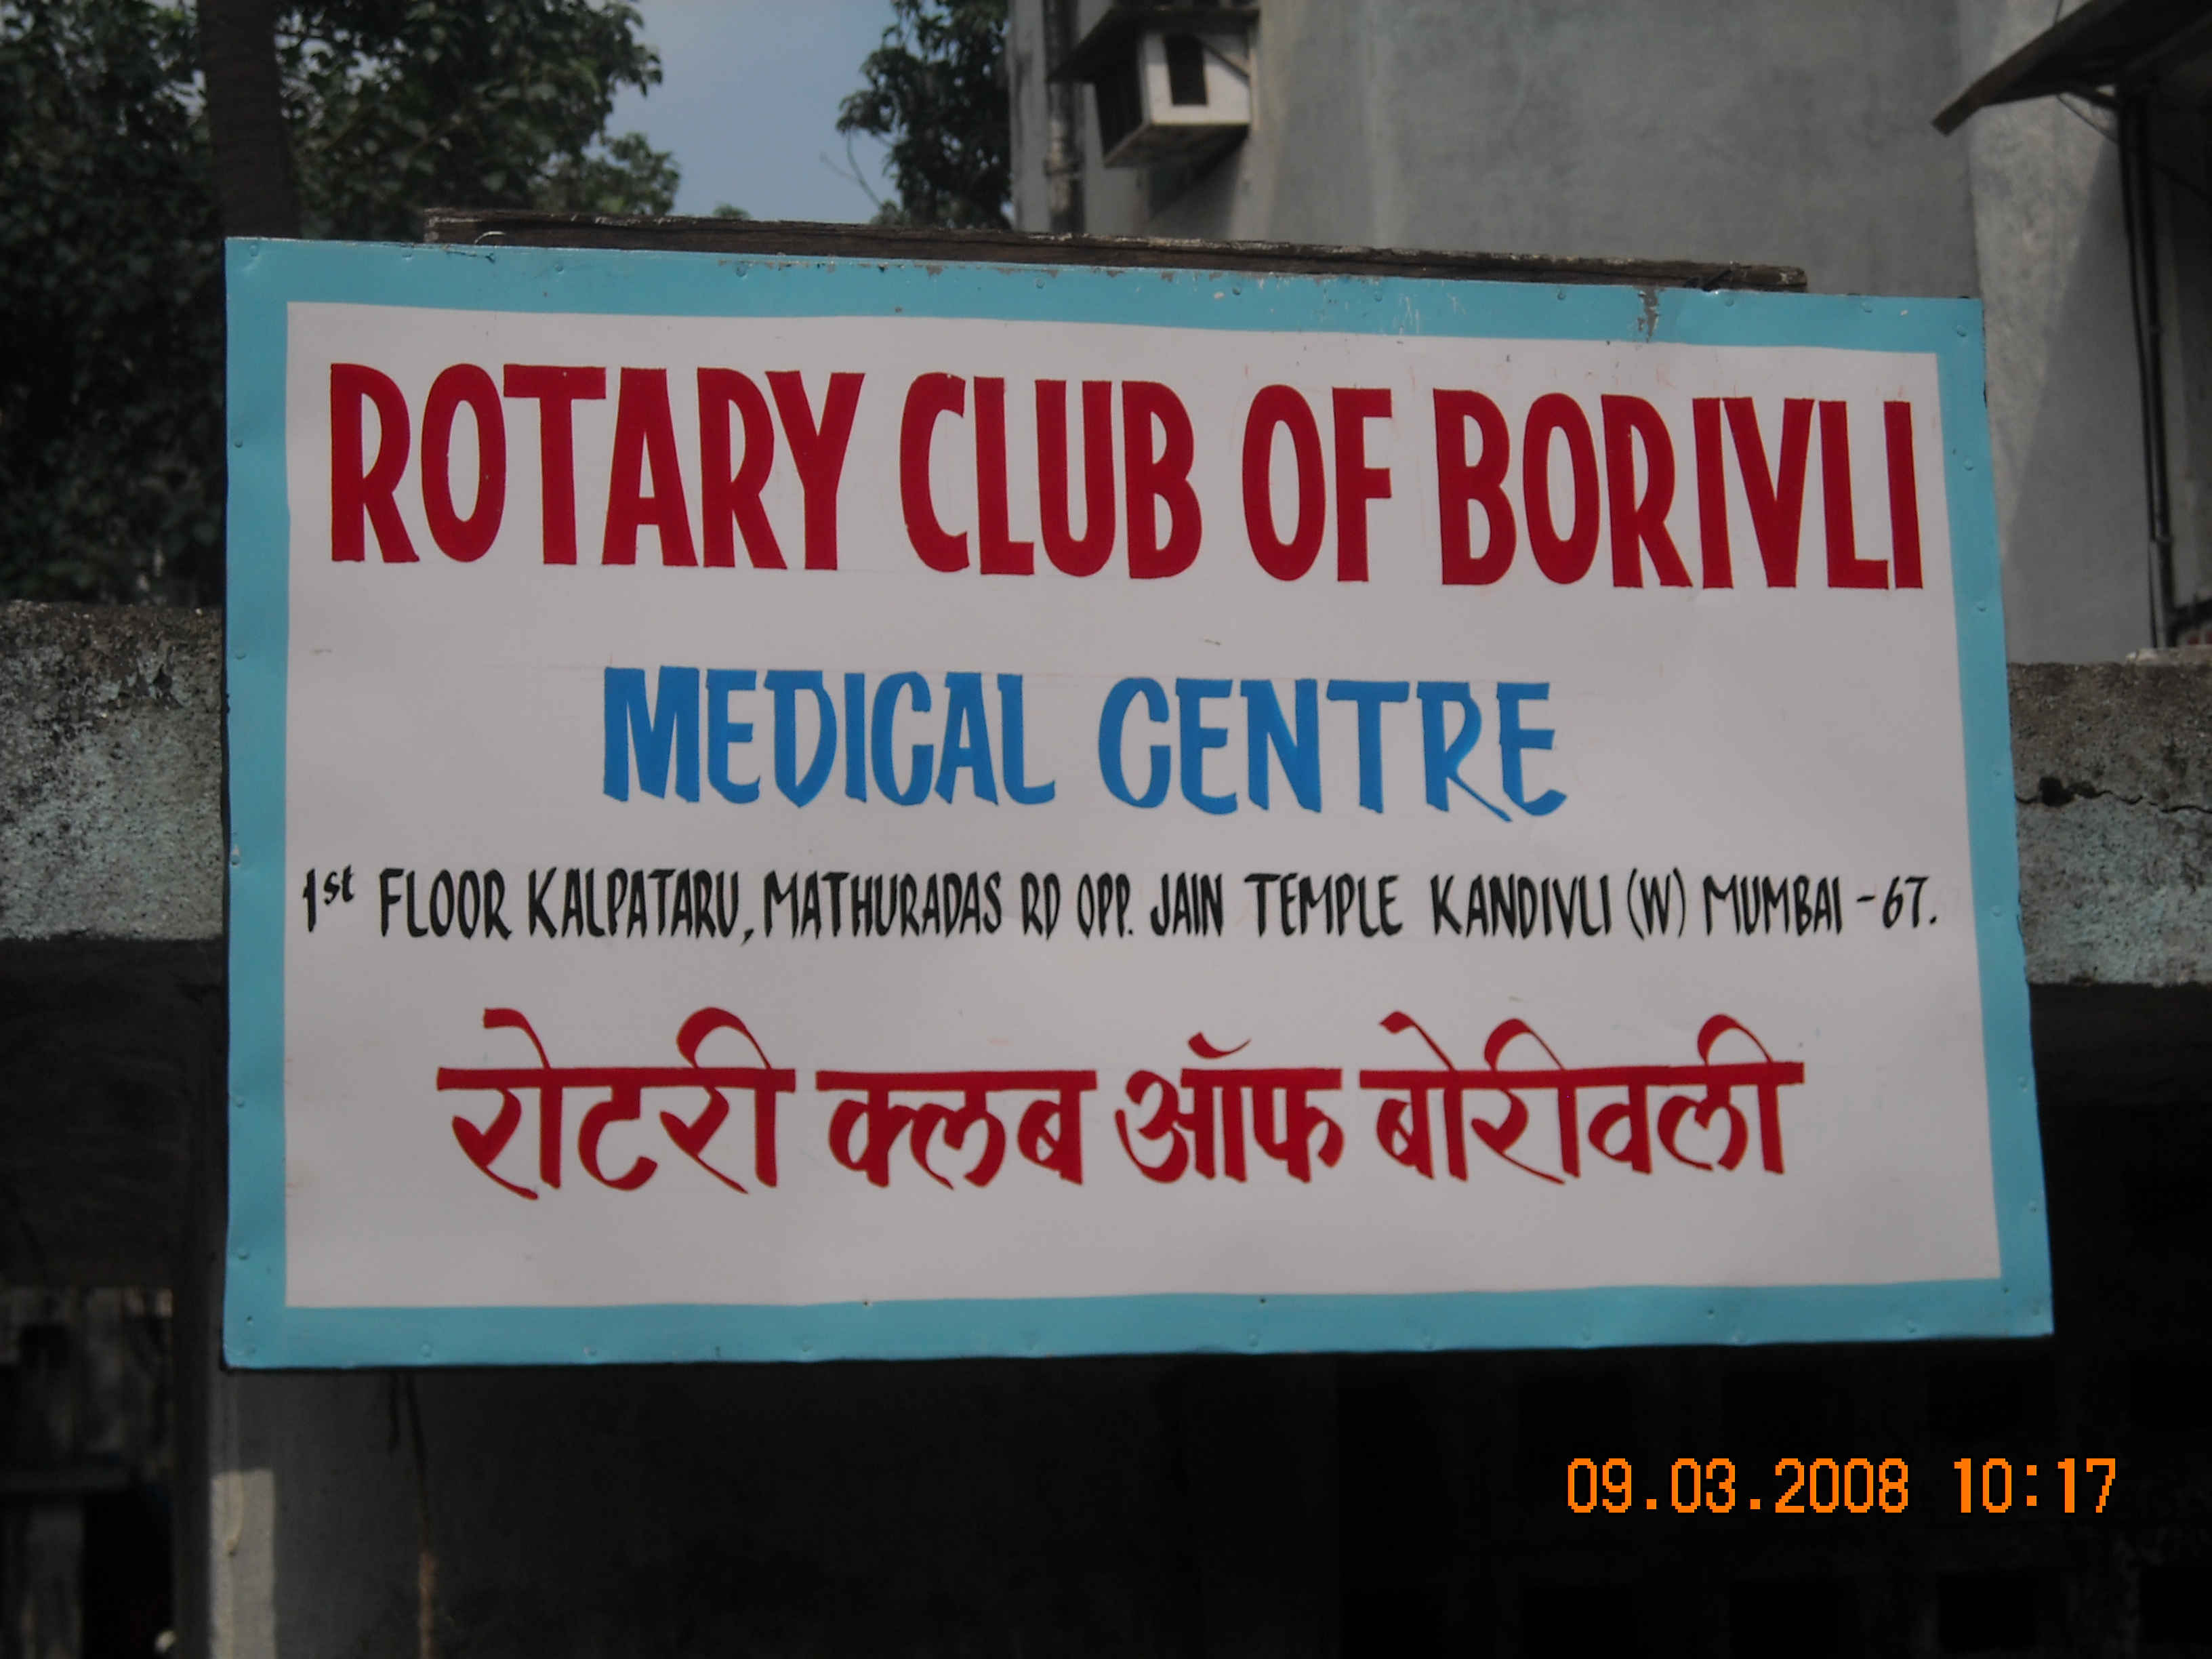 ROTARY CLUB OF BORIVLI
MEDICAL CENTRE
1st FLOOR KALPATARU, MATHURADAS RD OPP. JAIN TEMPLE KANDIVLI (W) MUMBAI - 67.
रोटरी क्लब ऑफ बोरीवली
09.03.2008 10:17